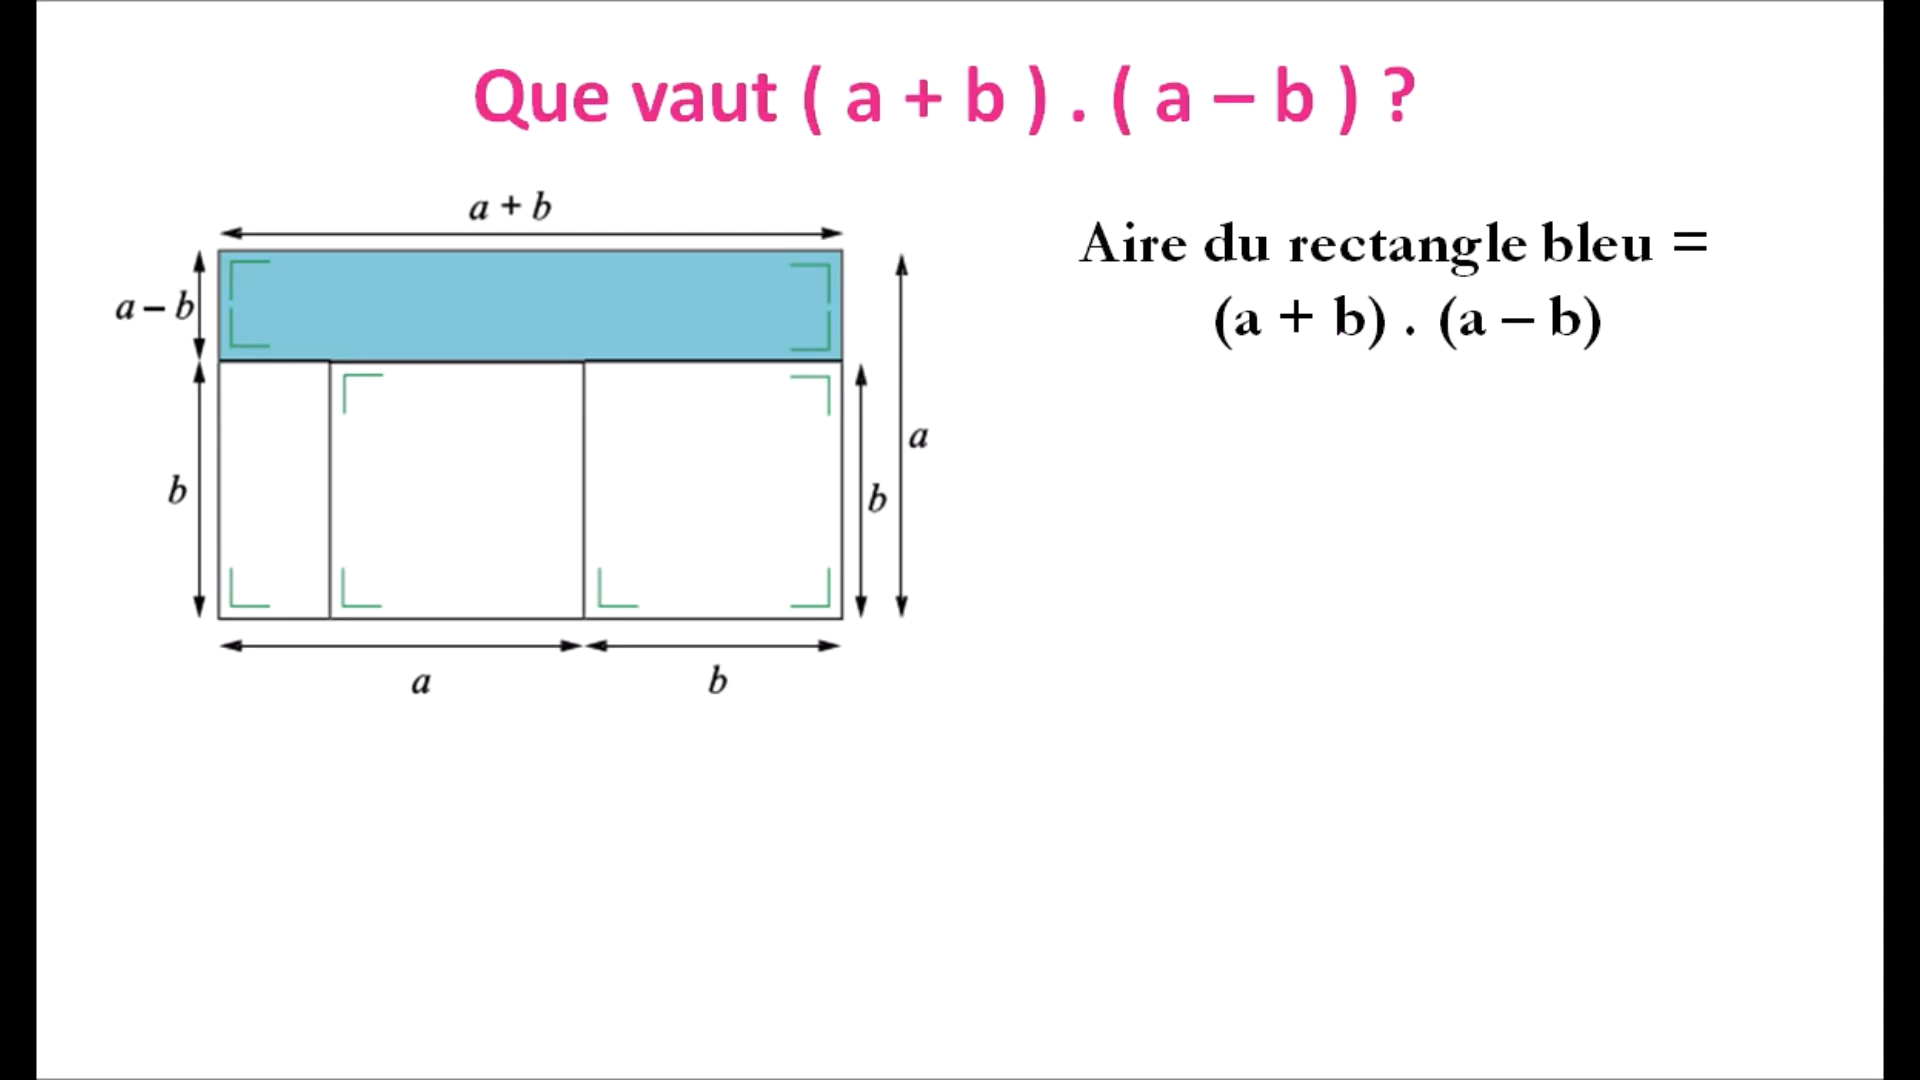 Que vaut ( a + b ) . ( a – b ) ?
a + b
Aire du rectangle bleu =
(a + b) . (a – b)
a – b
a
b
b
a
b